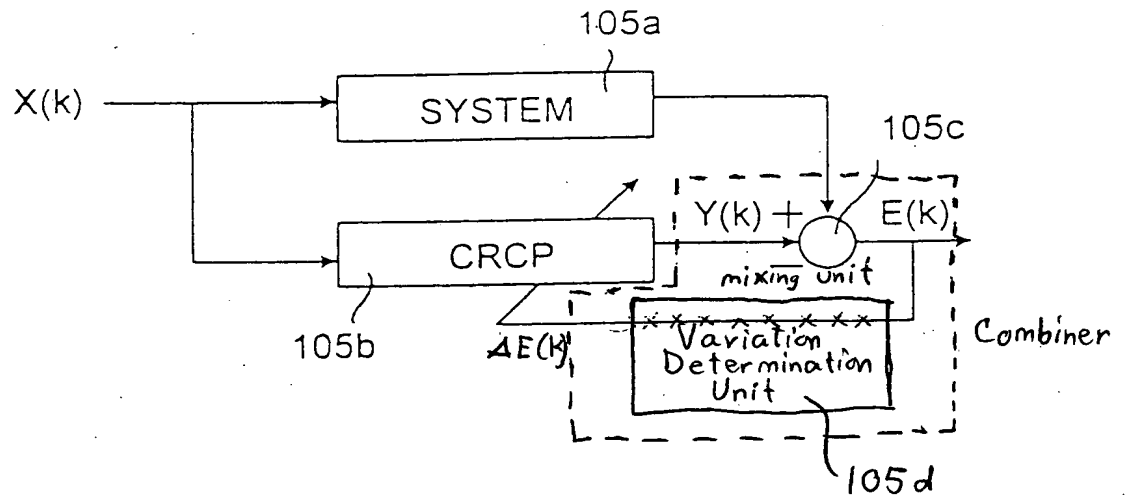 105a
X(k)
SYSTEM
105c
Y(k) + E(k)
CRCP
mixing unit
105b
ΔE(k)
Variation
Determination
Unit
Combiner
105d